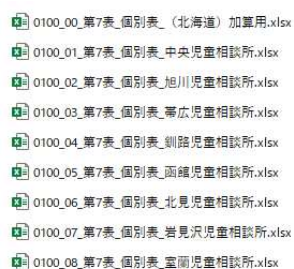 0100_00_第7表_個別表_（北海道）加算用.xlsx
0100_01_第7表_個別表_中央児童相談所.xlsx
0100_02_第7表_個別表_旭川児童相談所.xlsx
0100_03_第7表_個別表_帯広児童相談所.xlsx
0100_04_第7表_個別表_釧路児童相談所.xlsx
0100_05_第7表_個別表_函館児童相談所.xlsx
0100_06_第7表_個別表_北見児童相談所.xlsx
0100_07_第7表_個別表_岩見沢児童相談所.xlsx
0100_08_第7表_個別表_室蘭児童相談所.xlsx